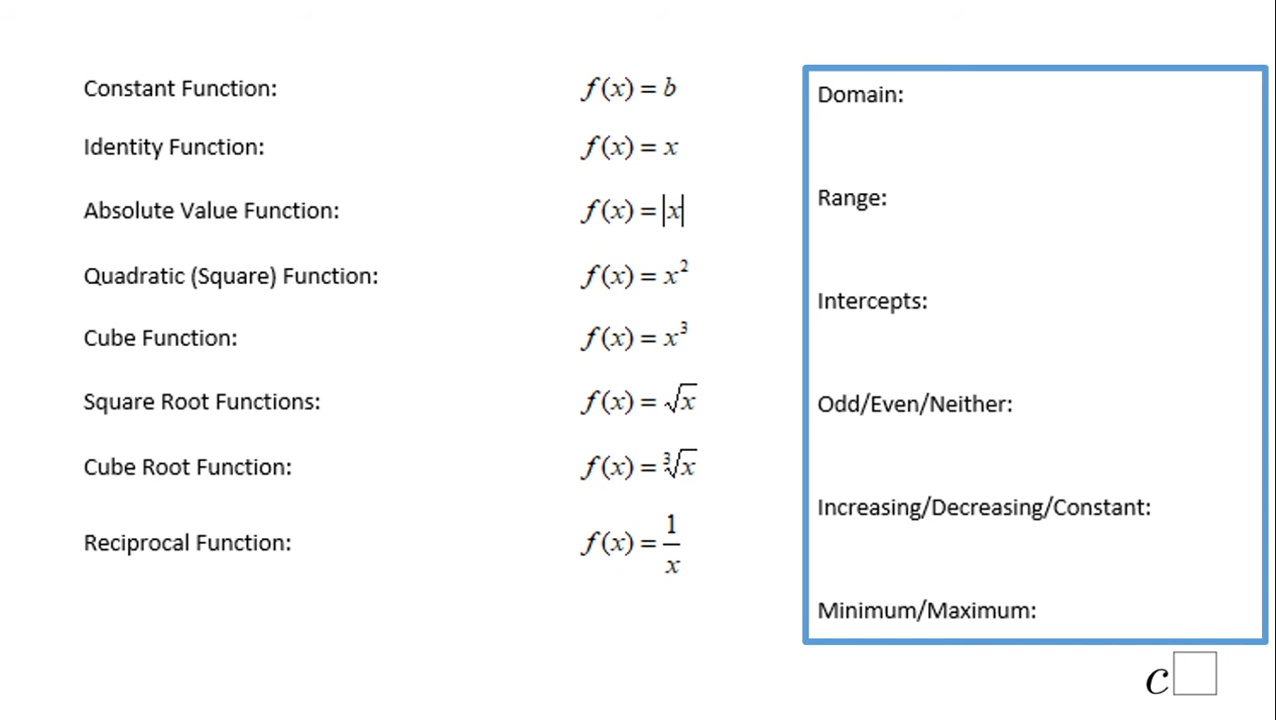 Constant Function: f(x) = b
Identity Function: f(x) = x
Absolute Value Function: f(x) = |x|
Quadratic (Square) Function: f(x) = x²
Cube Function: f(x) = x³
Square Root Functions: f(x) = √x
Cube Root Function: f(x) = ∛x
Reciprocal Function: f(x) = 1/x
Domain:
Range:
Intercepts:
Odd/Even/Neither:
Increasing/Decreasing/Constant:
Minimum/Maximum:
c